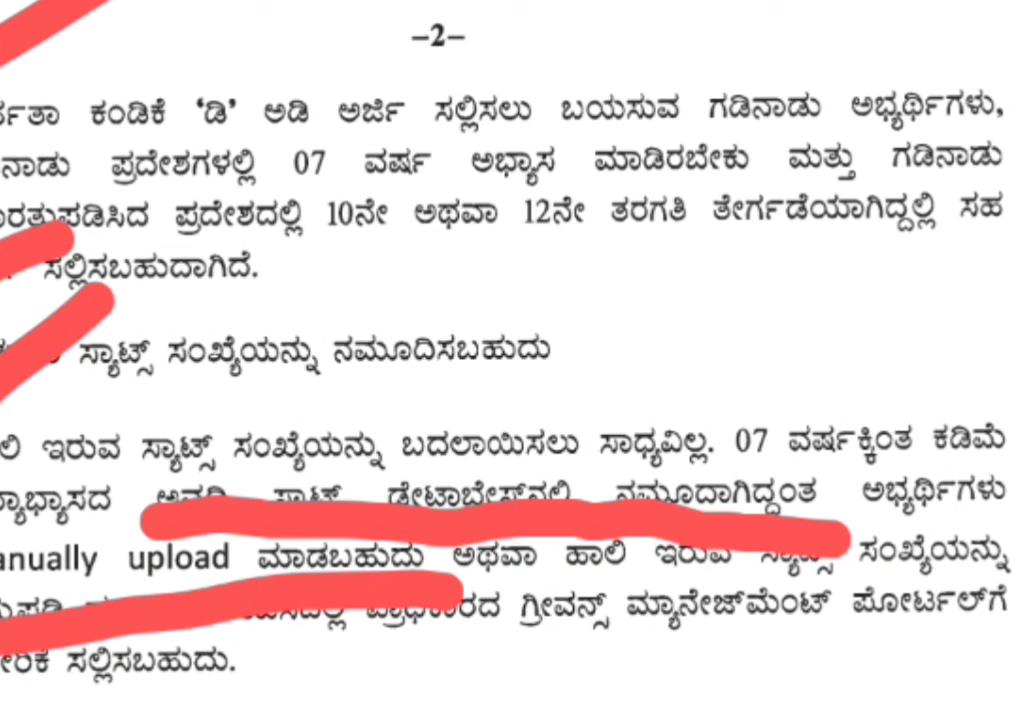 –2–
ರ್ಹತಾ ಕಂಡಿಕೆ ‘ಡಿ’ ಅಡಿ ಅರ್ಜಿ ಸಲ್ಲಿಸಲು ಬಯಸುವ ಗಡಿನಾಡು ಅಭ್ಯರ್ಥಿಗಳು,
ನಾಡು ಪ್ರದೇಶಗಳಲ್ಲಿ 07 ವರ್ಷ ಅಭ್ಯಾಸ ಮಾಡಿರಬೇಕು ಮತ್ತು ಗಡಿನಾಡು
ಪ್ರದೇಶದಲ್ಲಿ 10ನೇ ಅಥವಾ 12ನೇ ತರಗತಿ ತೇರ್ಗಡೆಯಾಗಿದ್ದಲ್ಲಿ ಸಹ
ಸಲ್ಲಿಸಬಹುದಾಗಿದೆ.
ಸ್ಯಾಟ್ಸ್ ಸಂಖ್ಯೆಯನ್ನು ನಮೂದಿಸಬಹುದು
ಲಿ ಇರುವ ಸ್ಯಾಟ್ಸ್ ಸಂಖ್ಯೆಯನ್ನು ಬದಲಾಯಿಸಲು ಸಾಧ್ಯವಿಲ್ಲ. 07 ವರ್ಷಕ್ಕಿಂತ ಕಡಿಮೆ
ದ್ಯಾಭ್ಯಾಸದ ಡೇಟಾಬೇಸ್‌ನಲ್ಲಿ ನಮೂದಾಗಿದ್ದಂತ ಅಭ್ಯರ್ಥಿಗಳು
anually upload ಮಾಡಬಹುದು ಅಥವಾ ಹಾಲಿ ಇರುವ ಸ್ಯಾಟ್ಸ್ ಸಂಖ್ಯೆಯನ್ನು
ಪ್ರಾಧಿಕಾರದ ಗ್ರೀವನ್ಸ್ ಮ್ಯಾನೇಜ್‌ಮೆಂಟ್ ಪೋರ್ಟಲ್‌ಗೆ
ಸಲ್ಲಿಸಬಹುದು.